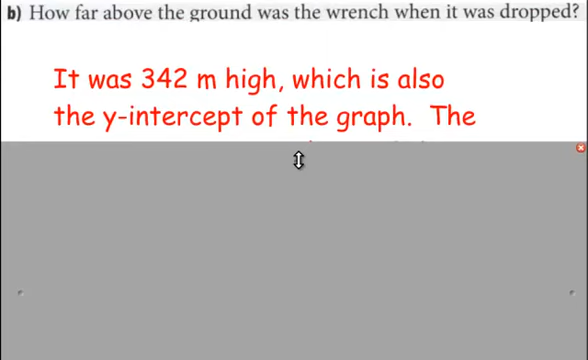 b) How far above the ground was the wrench when it was dropped?
It was 342 m high, which is also
the y-intercept of the graph. The